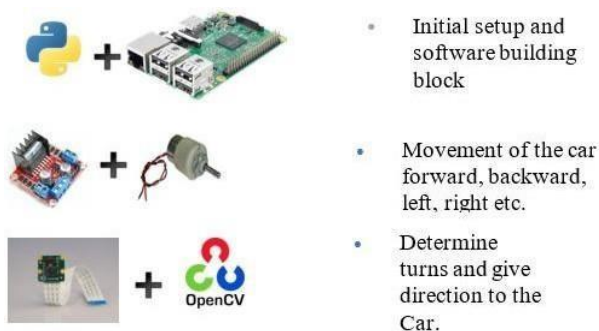 Initial setup and
software building
block
Movement of the car
forward, backward,
left, right etc.
OpenCV
Determine
turns and give
direction to the
Car.